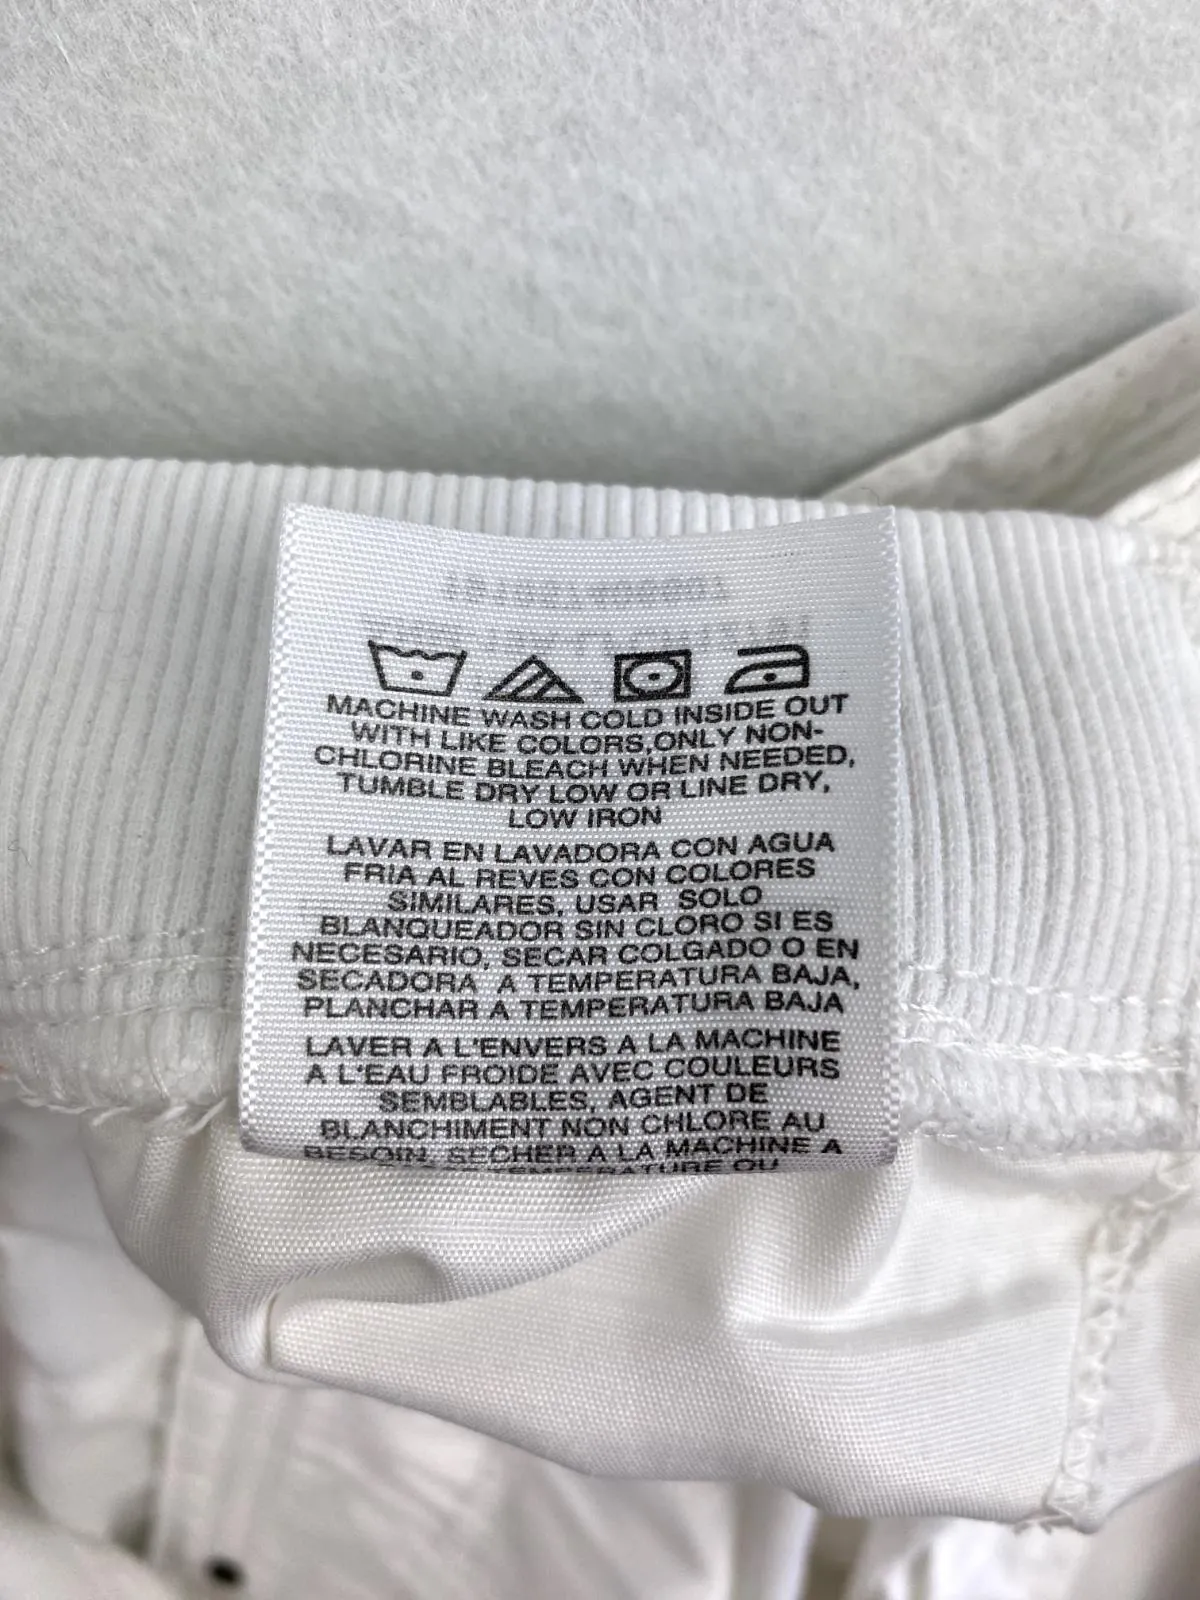 MACHINE WASH COLD INSIDE OUT
WITH LIKE COLORS,ONLY NON-
CHLORINE BLEACH WHEN NEEDED,
TUMBLE DRY LOW OR LINE DRY,
LOW IRON
LAVAR EN LAVADORA CON AGUA
FRIA AL REVES CON COLORES
SIMILARES, USAR SOLO
BLANQUEADOR SIN CLORO SI ES
NECESARIO, SECAR COLGADO O EN
SECADORA A TEMPERATURA BAJA,
PLANCHAR A TEMPERATURA BAJA
LAVER A L'ENVERS A LA MACHINE
A L'EAU FROIDE AVEC COULEURS
SEMBLABLES, AGENT DE
BLANCHIMENT NON CHLORE AU
BESOIN, SECHER A LA MACHINE A
TEMPERATURE OU